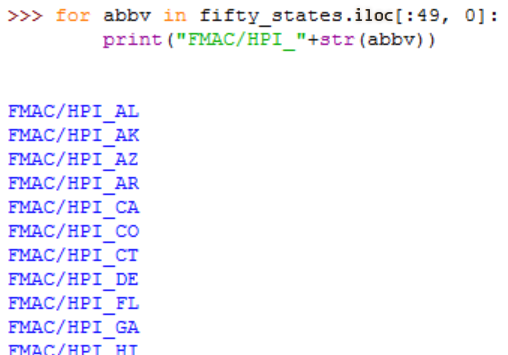 >>> for abbv in fifty_states.iloc[:49, 0]:
        print("FMAC/HPI_"+str(abbv))
FMAC/HPI_AL
FMAC/HPI_AK
FMAC/HPI_AZ
FMAC/HPI_AR
FMAC/HPI_CA
FMAC/HPI_CO
FMAC/HPI_CT
FMAC/HPI_DE
FMAC/HPI_FL
FMAC/HPI_GA
FMAC/HPI_HI